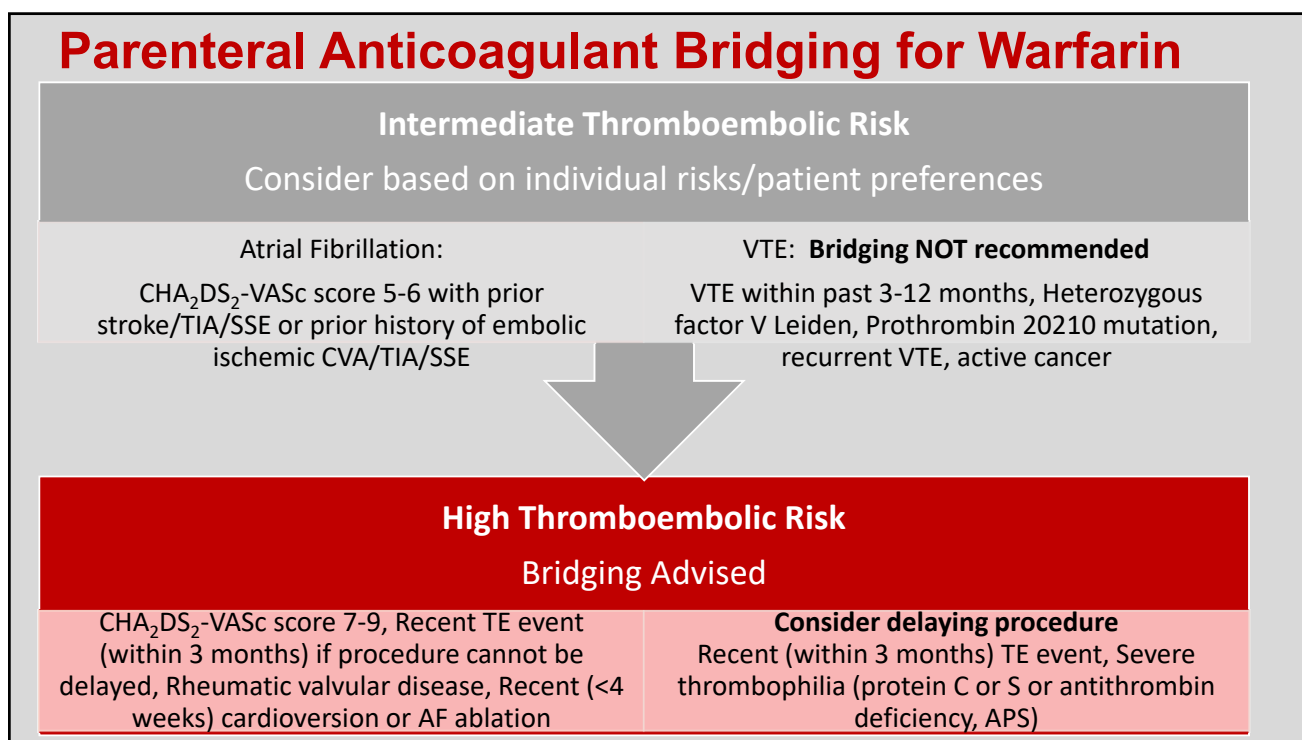 Parenteral Anticoagulant Bridging for Warfarin
Intermediate Thromboembolic Risk
Consider based on individual risks/patient preferences
Atrial Fibrillation:
CHA₂DS₂-VASc score 5-6 with prior
stroke/TIA/SSE or prior history of embolic
ischemic CVA/TIA/SSE
VTE: Bridging NOT recommended
VTE within past 3-12 months, Heterozygous
factor V Leiden, Prothrombin 20210 mutation,
recurrent VTE, active cancer
High Thromboembolic Risk
Bridging Advised
CHA₂DS₂-VASc score 7-9, Recent TE event
(within 3 months) if procedure cannot be
delayed, Rheumatic valvular disease, Recent (<4
weeks) cardioversion or AF ablation
Consider delaying procedure
Recent (within 3 months) TE event, Severe
thrombophilia (protein C or S or antithrombin
deficiency, APS)